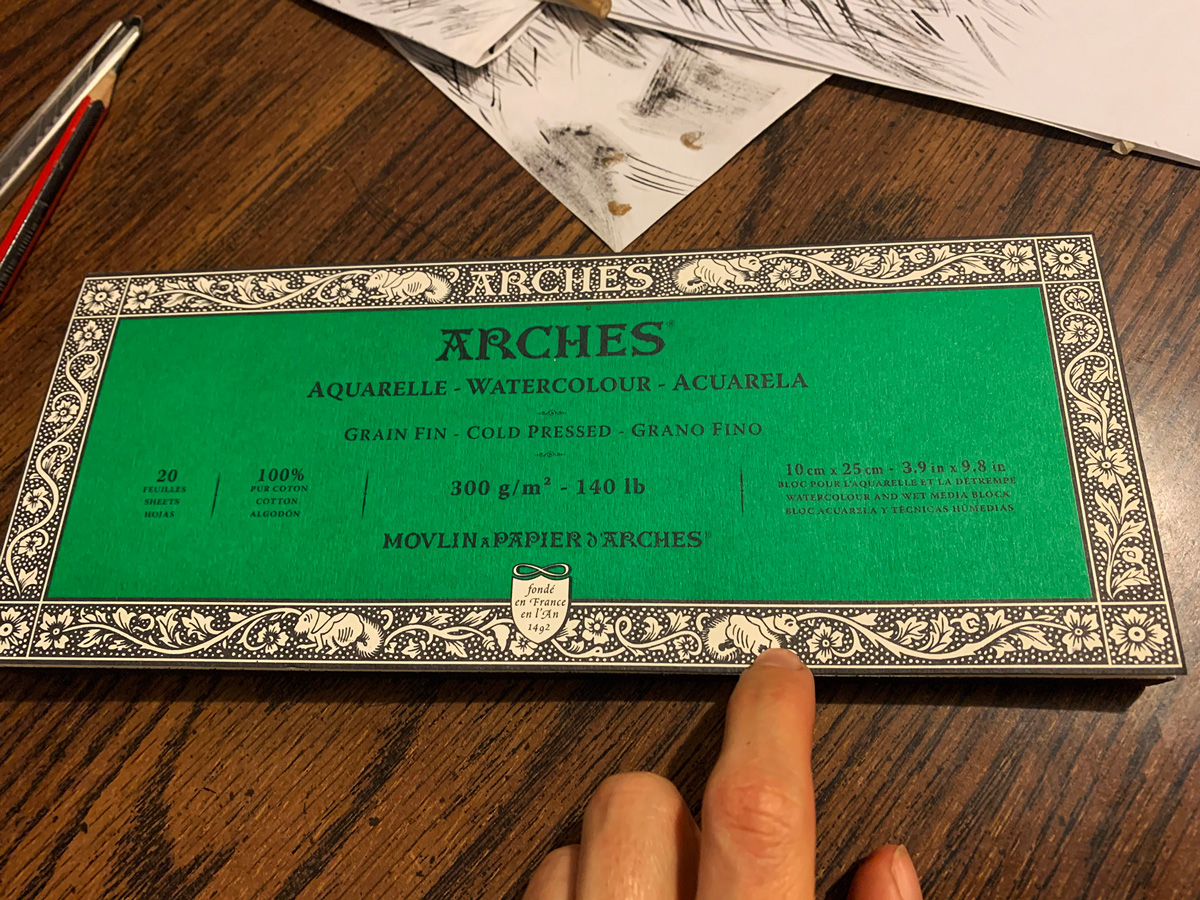 ARCHES
ARCHES®
AQUARELLE - WATERCOLOUR - ACUARELA
GRAIN FIN - COLD PRESSED - GRANO FINO
20
FEUILLES
SHEETS
HOJAS
100%
PUR COTON
COTTON
ALGODÓN
300 g/m² - 140 lb
10 cm x 25 cm - 3,9 in x 9,8 in
BLOC POUR L'AQUARELLE ET LA DÉTREMPE
WATERCOLOUR AND WET MEDIA BLOCK
BLOC ACUARELA Y TÉCNICAS HÚMEDIAS
MOVLIN A PAPIER D ARCHES®
fondé
en France
en l'An
1492